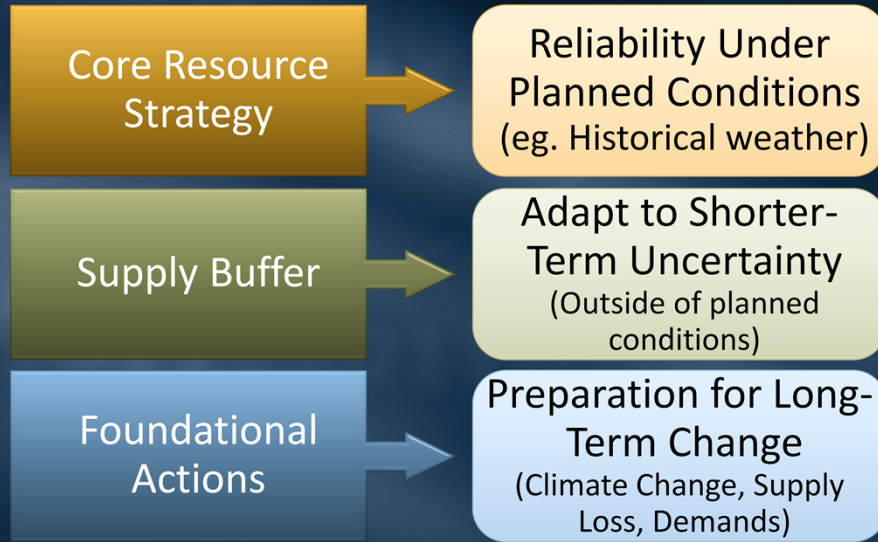 Core Resource
Strategy
Reliability Under
Planned Conditions
(eg. Historical weather)
Supply Buffer
Adapt to Shorter-
Term Uncertainty
(Outside of planned
conditions)
Foundational
Actions
Preparation for Long-
Term Change
(Climate Change, Supply
Loss, Demands)